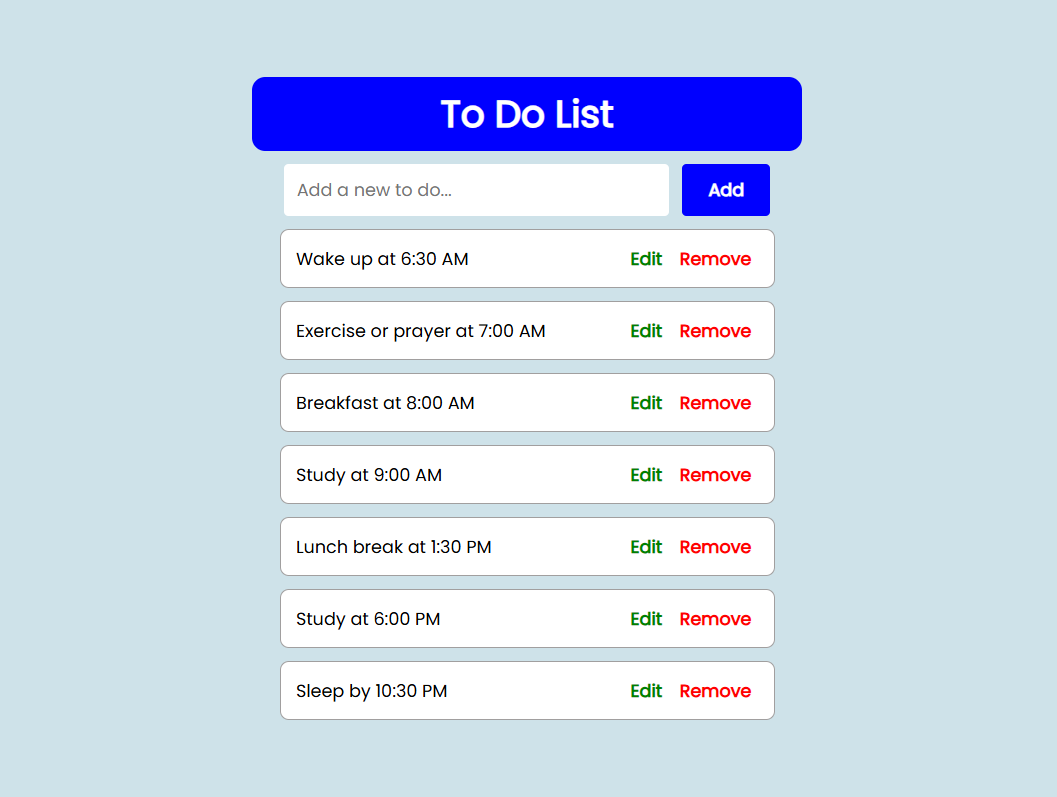 To Do List
Add a new to do... Add
Wake up at 6:30 AM Edit Remove
Exercise or prayer at 7:00 AM Edit Remove
Breakfast at 8:00 AM Edit Remove
Study at 9:00 AM Edit Remove
Lunch break at 1:30 PM Edit Remove
Study at 6:00 PM Edit Remove
Sleep by 10:30 PM Edit Remove